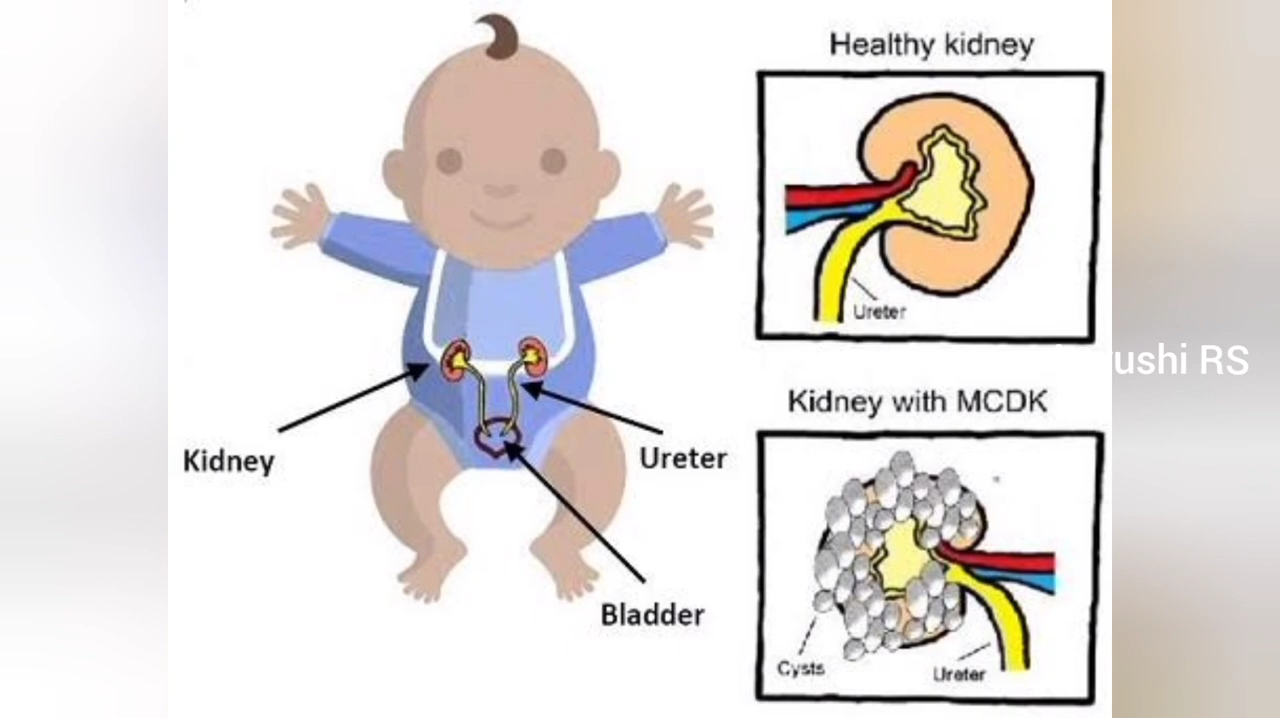 Healthy kidney
Ureter
ushi RS
Kidney with MCDK
Kidney
Ureter
Bladder
Cysts
Ureter